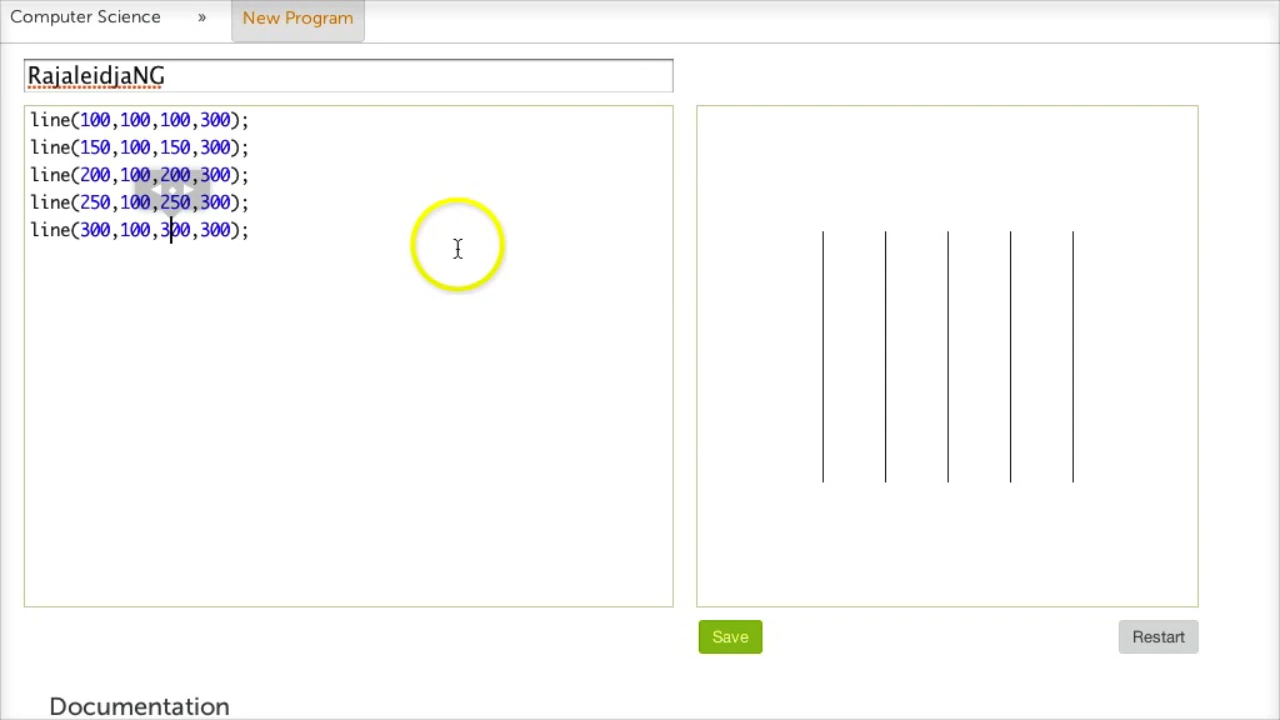 Computer Science » New Program
RajaleidjaNG
line(100,100,100,300);
line(150,100,150,300);
line(200,100,200,300);
line(250,100,250,300);
line(300,100,300,300);
Save Restart
Documentation